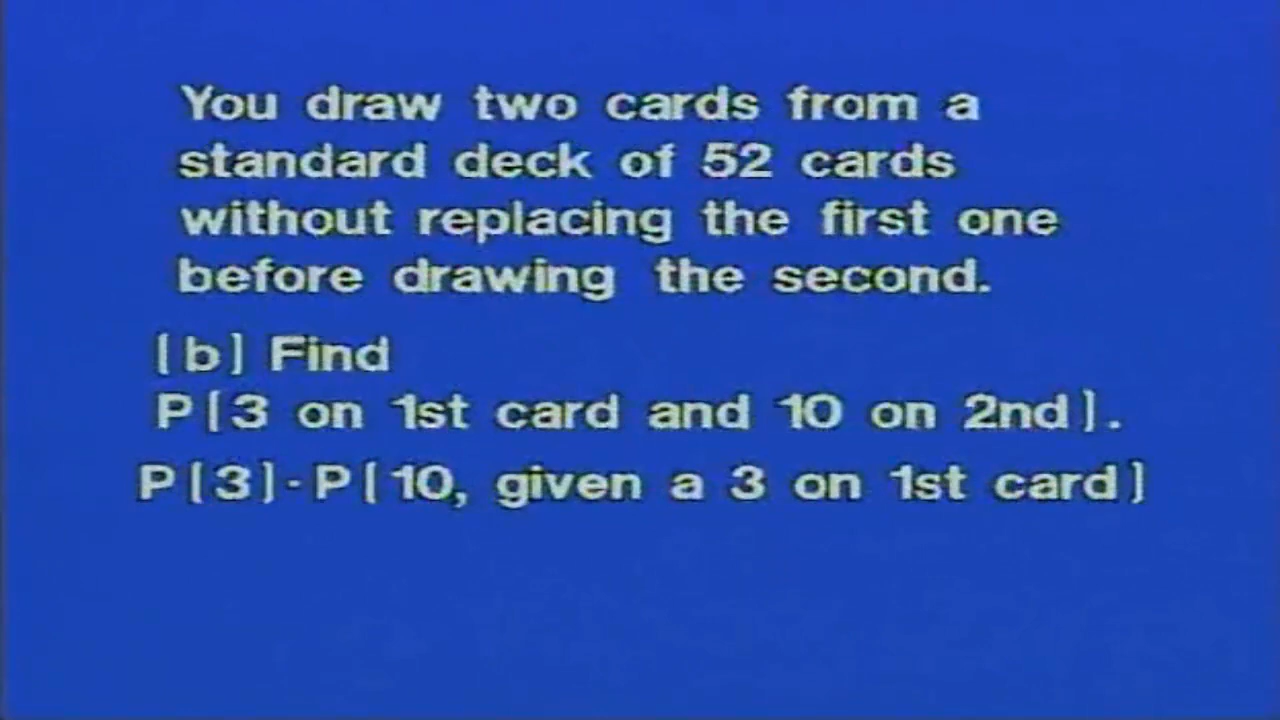 You draw two cards from a
standard deck of 52 cards
without replacing the first one
before drawing the second.
(b) Find
P(3 on 1st card and 10 on 2nd).
P(3)·P(10, given a 3 on 1st card)